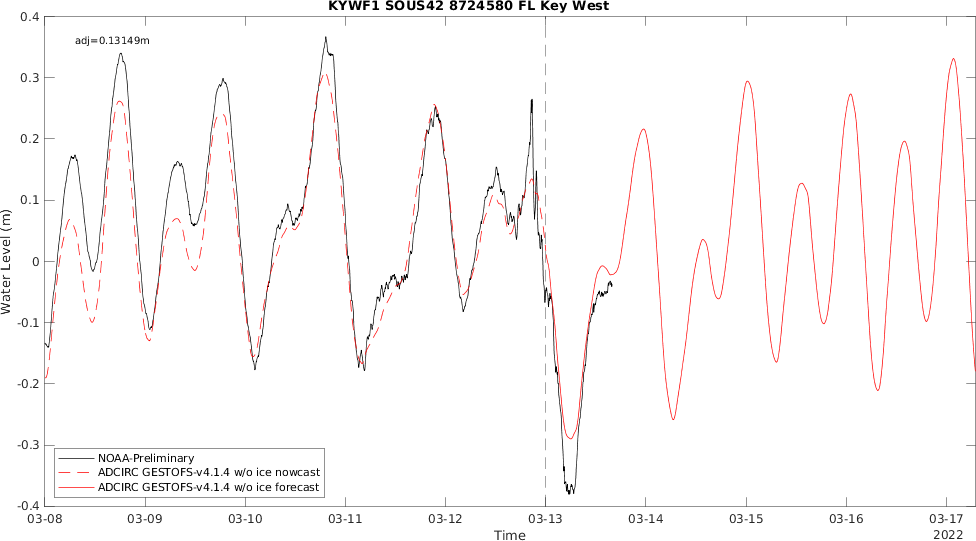 KYWF1 SOUS42 8724580 FL Key West
adj=0.13149m
0.4
0.3
0.2
0.1
0
-0.1
-0.2
-0.3
-0.4
Water Level (m)
NOAA-Preliminary
ADCIRC GESTOFS-v4.1.4 w/o ice nowcast
ADCIRC GESTOFS-v4.1.4 w/o ice forecast
03-08 03-09 03-10 03-11 03-12 03-13 03-14 03-15 03-16 03-17
Time
2022